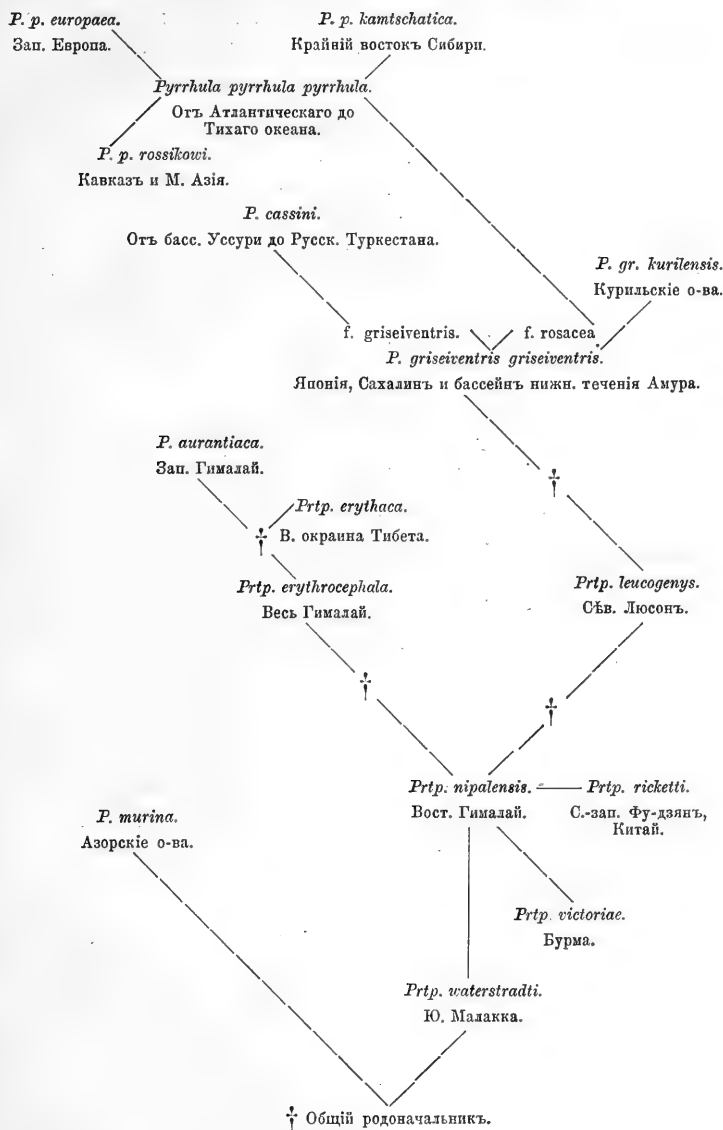 P. p. europaea.
Зап. Европа.
P. p. kamtschatica.
Крайній востокъ Сибири.
Pyrrhula pyrrhula pyrrhula.
Отъ Атлантическаго до
Тихаго океана.
P. p. rossikowi.
Кавказъ и М. Азія.
P. cassini.
Отъ басс. Уссури до Русск. Туркестана.
P. gr. kurilensis.
Курильскіе о-ва.
f. griseiventris.
f. rosacea
P. griseiventris griseiventris.
Японія, Сахалинъ и бассейнъ нижн. теченія Амура.
P. aurantiaca.
Зап. Гималай.
†
†
Prtp. erythaca.
В. окраина Тибета.
Prtp. erythrocephala.
Весь Гималай.
Prtp. leucogenys.
Сѣв. Люсонъ.
†
†
Prtp. nipalensis.
Вост. Гималай.
Prtp. ricketti.
С.-зап. Фу-дзянъ,
Китай.
P. murina.
Азорскіе о-ва.
Prtp. victoriae.
Бурма.
Prtp. waterstradti.
Ю. Малакка.
† Общій родоначальникъ.